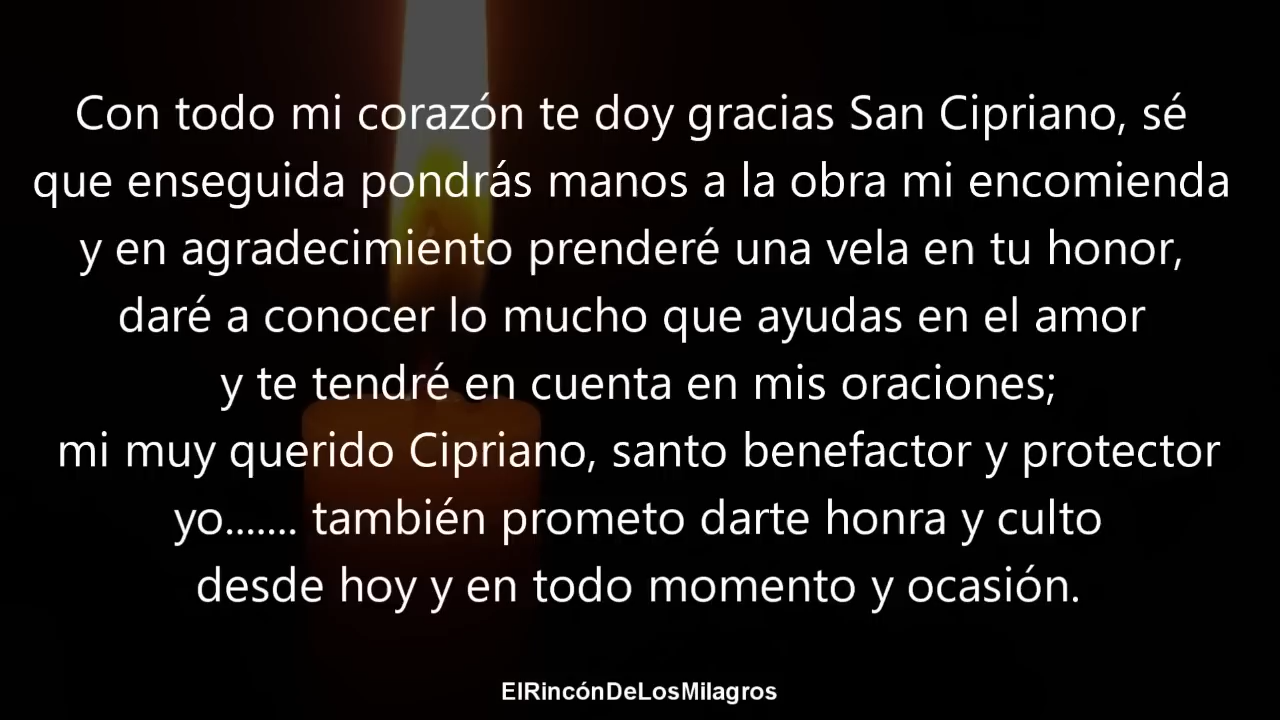 Con todo mi corazón te doy gracias San Cipriano, sé
que enseguida pondrás manos a la obra mi encomienda
y en agradecimiento prenderé una vela en tu honor,
daré a conocer lo mucho que ayudas en el amor
y te tendré en cuenta en mis oraciones;
mi muy querido Cipriano, santo benefactor y protector
yo....... también prometo darte honra y culto
desde hoy y en todo momento y ocasión.
ElRincónDeLosMilagros